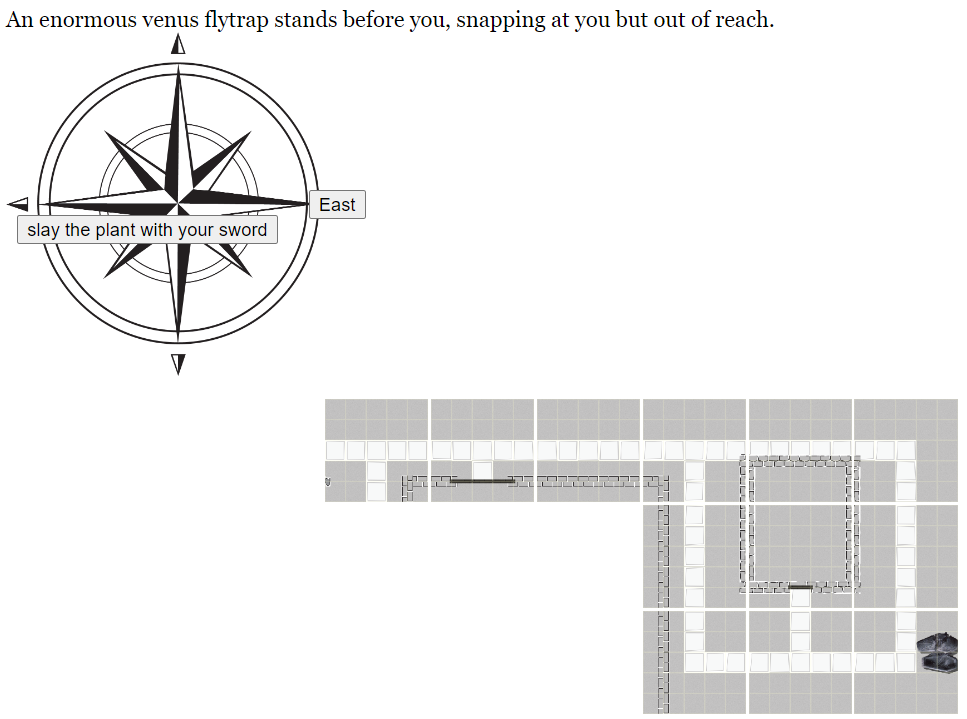 An enormous venus flytrap stands before you, snapping at you but out of reach.
East
slay the plant with your sword